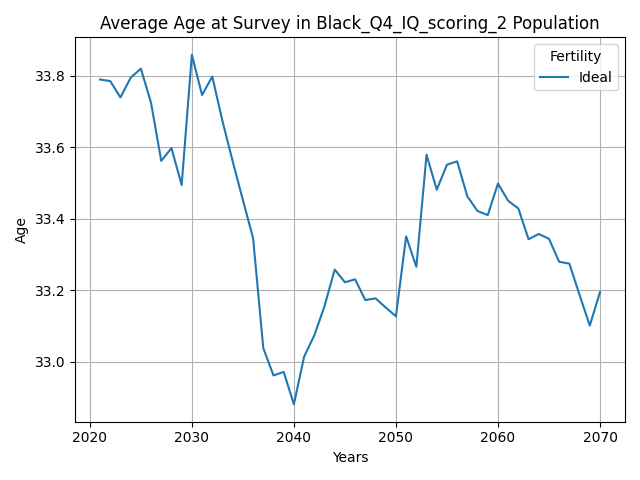 Average Age at Survey in Black_Q4_IQ_scoring_2 Population
Fertility
Ideal
33.8
33.6
33.4
33.2
33.0
Age
2020 2030 2040 2050 2060 2070
Years